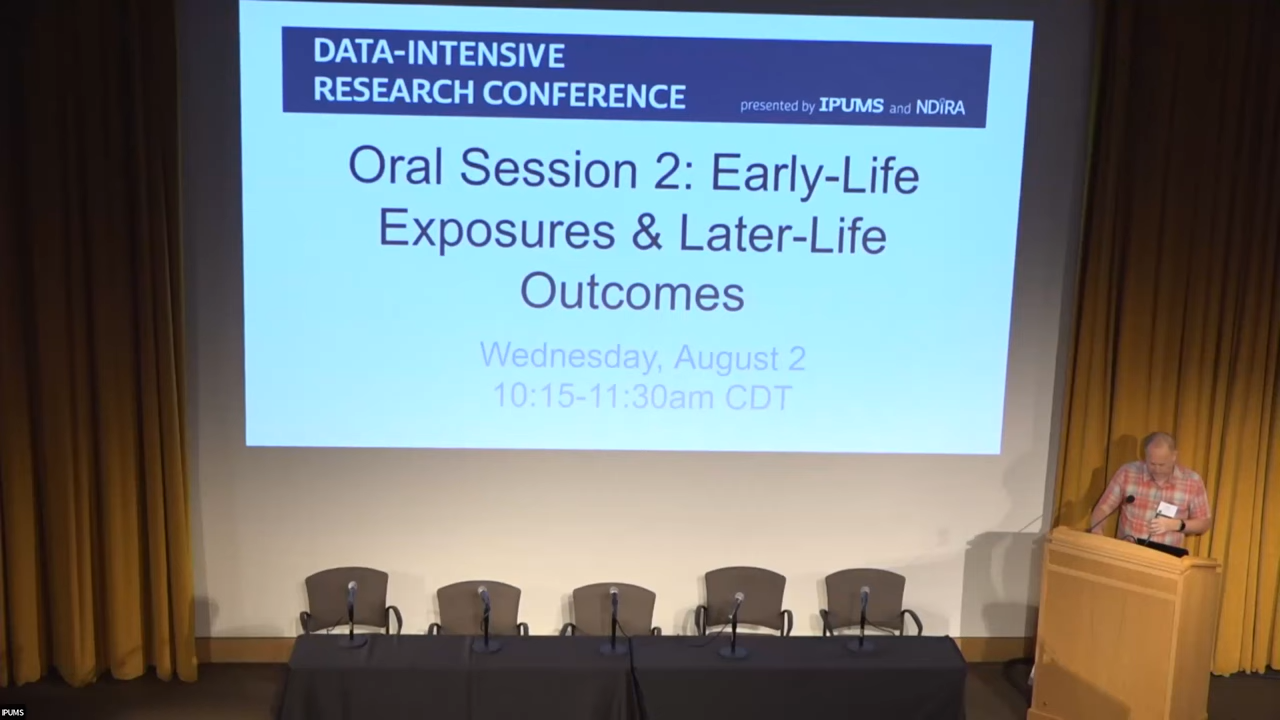 DATA-INTENSIVE
RESEARCH CONFERENCE
presented by IPUMS and NDIRA
Oral Session 2: Early-Life
Exposures & Later-Life
Outcomes
Wednesday, August 2
10:15-11:30am CDT
IPUMS